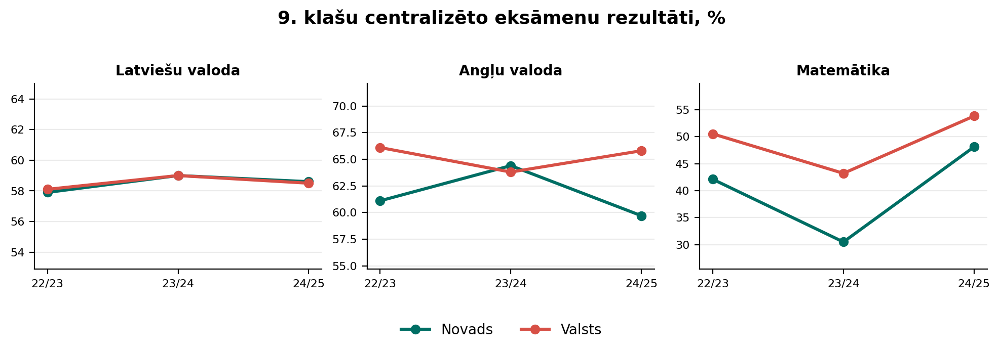 9. klašu centralizēto eksāmenu rezultāti, %
Latviešu valoda
64
62
60
58
56
54
22/23 23/24 24/25
Angļu valoda
70.0
67.5
65.0
62.5
60.0
57.5
55.0
22/23 23/24 24/25
Matemātika
55
50
45
40
35
30
22/23 23/24 24/25
Novads Valsts